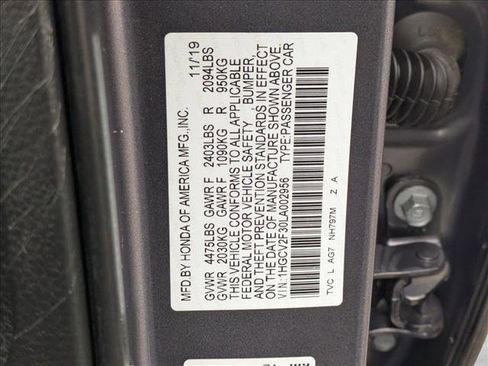 MFD.BY HONDA OF AMERICA MFG.,INC. 11/19
GVWR 4475LBS GAWR F 2403LBS R 2094LBS
GVWR 2030KG GAWR F 1090KG R 950KG
THIS VEHICLE CONFORMS TO ALL APPLICABLE
FEDERAL MOTOR VEHICLE SAFETY , BUMPER,
AND THEFT PREVENTION STANDARDS IN EFFECT
ON THE DATE OF MANUFACTURE SHOWN ABOVE.
V.I.N: 1HGCV2F30LA002956 TYPE:PASSENGER CAR
TVC L AG7 NH797M Z A